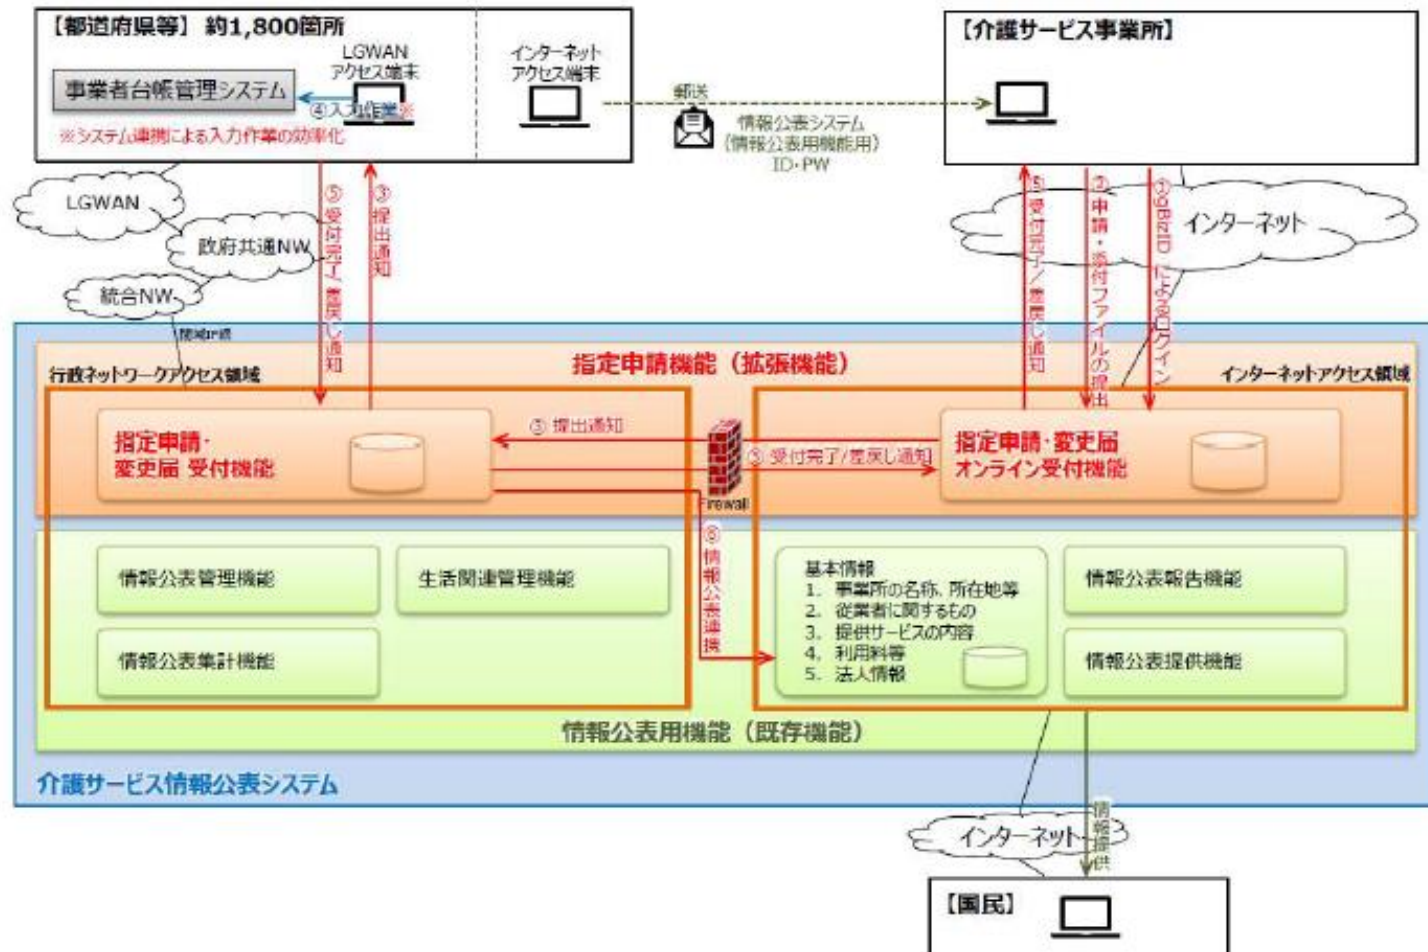 【都道府県等】 約1,800箇所
LGWAN
アクセス端末
インターネット
アクセス端末
事業者台帳管理システム
④入力作業※
※システム連携による入力作業の効率化
郵送
情報公表システム
(情報公表用機能用)
ID・PW
【介護サービス事業所】
LGWAN
政府共通NW
統合NW
⑤受付完了/差戻し通知
③提出通知
⑤受付完了/差戻し通知
②申請・添付ファイルの提出
①gBizID によるログイン
インターネット
指定申請機能（拡張機能）
行政ネットワークアクセス領域
インターネットアクセス領域
指定申請・
変更届 受付機能
③ 提出通知
⑤ 受付完了/差戻し通知
Firewall
指定申請・変更届
オンライン受付機能
⑥情報公表連携
情報公表管理機能
生活関連管理機能
情報公表集計機能
基本情報
1. 事業所の名称、所在地等
2. 従業者に関するもの
3. 提供サービスの内容
4. 利用料等
5. 法人情報
情報公表報告機能
情報公表提供機能
情報公表用機能（既存機能）
介護サービス情報公表システム
インターネット
情報提供
【国民】